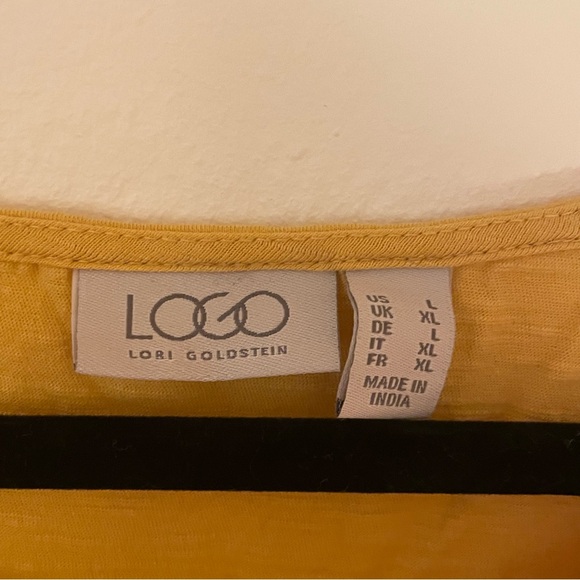 LOGO
LORI GOLDSTEIN
US L
UK XL
DE L
IT XL
FR XL
MADE IN
INDIA